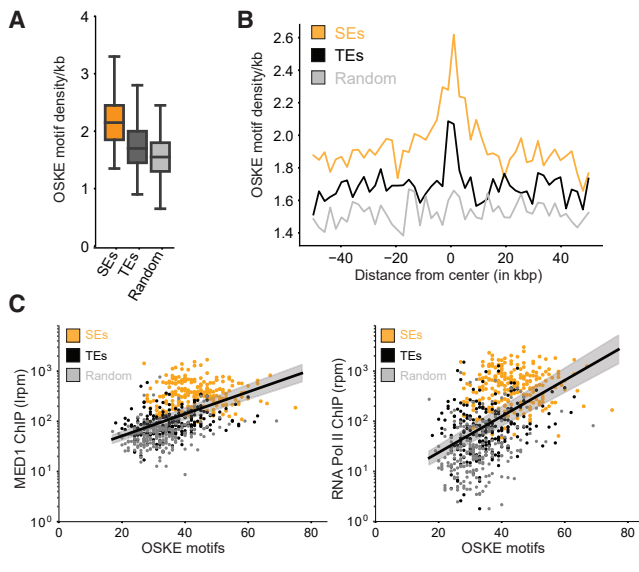 A
OSKE motif density/kb
4
3
2
1
0
SEs
TEs
Random
B
OSKE motif density/kb
2.6
2.4
2.2
2.0
1.8
1.6
1.4
SEs
TEs
Random
−40
−20
0
20
40
Distance from center (in kbp)
C
MED1 ChIP (lrpm)
10³
10²
10¹
10⁰
SEs
TEs
Random
20
40
60
80
OSKE motifs
RNA Pol II ChIP (rpm)
10³
10²
10¹
10⁰
SEs
TEs
Random
20
40
60
80
OSKE motifs